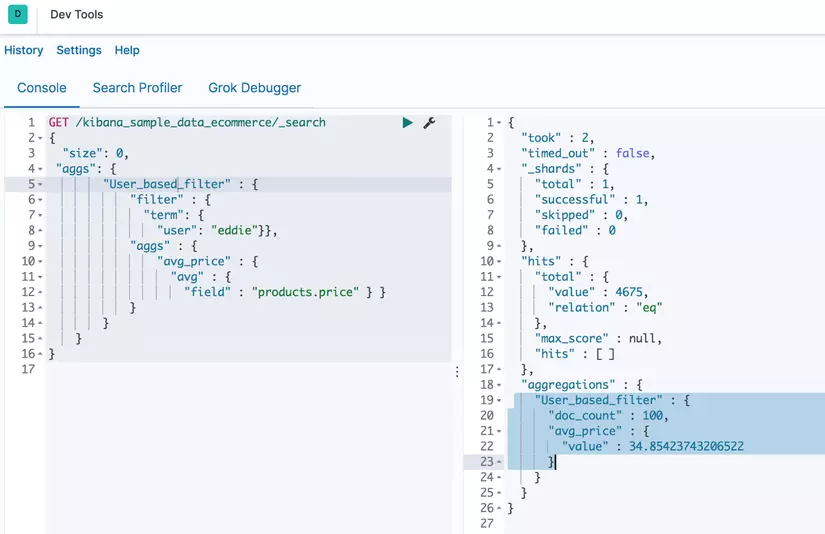 D
Dev Tools
History Settings Help
Console Search Profiler Grok Debugger
1 GET /kibana_sample_data_ecommerce/_search
2 {
3 "size": 0,
4 "aggs": {
5 "User_based_filter" : {
6 "filter" : {
7 "term": {
8 "user": "eddie"}},
9 "aggs" : {
10 "avg_price" : {
11 "avg" : {
12 "field" : "products.price" } }
13 }
14 }
15 }
16 }
17
1 {
2 "took" : 2,
3 "timed_out" : false,
4 "_shards" : {
5 "total" : 1,
6 "successful" : 1,
7 "skipped" : 0,
8 "failed" : 0
9 },
10 "hits" : {
11 "total" : {
12 "value" : 4675,
13 "relation" : "eq"
14 },
15 "max_score" : null,
16 "hits" : [ ]
17 },
18 "aggregations" : {
19 "User_based_filter" : {
20 "doc_count" : 100,
21 "avg_price" : {
22 "value" : 34.85423743206522
23 }
24 }
25 }
26 }
27